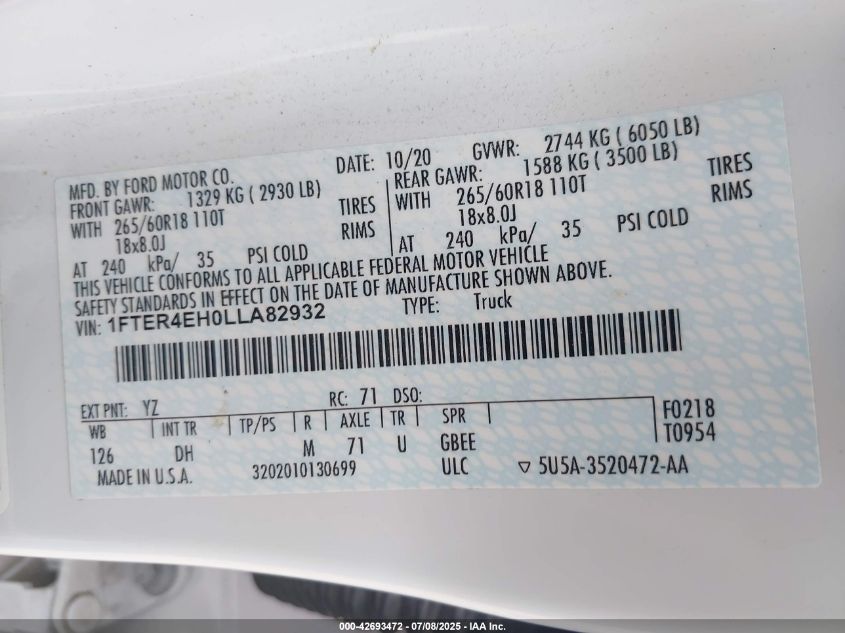 MFD. BY FORD MOTOR CO.
DATE: 10/20 GVWR: 2744 KG ( 6050 LB)
FRONT GAWR: 1329 KG ( 2930 LB)
WITH 265/60R18 110T TIRES
18x8.0J RIMS
AT 240 kPa/ 35 PSI COLD
REAR GAWR: 1588 KG ( 3500 LB)
WITH 265/60R18 110T TIRES
18x8.0J RIMS
AT 240 kPa/ 35 PSI COLD
THIS VEHICLE CONFORMS TO ALL APPLICABLE FEDERAL MOTOR VEHICLE
SAFETY STANDARDS IN EFFECT ON THE DATE OF MANUFACTURE SHOWN ABOVE.
VIN: 1FTER4EH0LLA82932 TYPE: Truck
EXT PNT: YZ RC: 71 DSO:
WB INT TR TP/PS R AXLE TR SPR
126 DH M 71 U GBEE
F0218
T0954
MADE IN U.S.A. 3202010130699 ULC ▽ 5U5A-3520472-AA
000-42693472 - 07/08/2025 - IAA Inc.